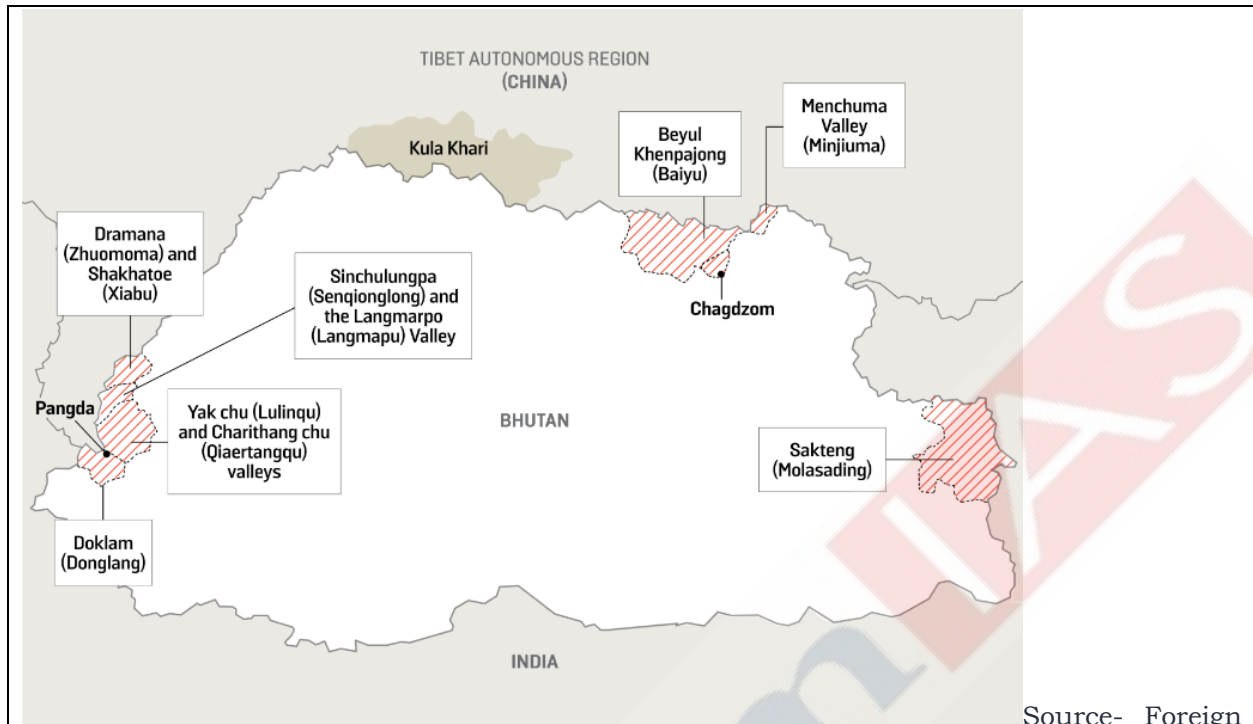 TIBET AUTONOMOUS REGION
(CHINA)
Kula Khari
Beyul
Khenpajong
(Baiyu)
Menchuma
Valley
(Minjiuma)
Dramana
(Zhuomoma) and
Shakhatoe
(Xiabu)
Sinchulungpa
(Senqionglong) and
the Langmarpo
(Langmapu) Valley
Chagdzom
Pangda
Yak chu (Lulinqu)
and Charithang chu
(Qiaertangqu)
valleys
BHUTAN
Sakteng
(Molasading)
Doklam
(Donglang)
INDIA
Source- Foreign
IAS